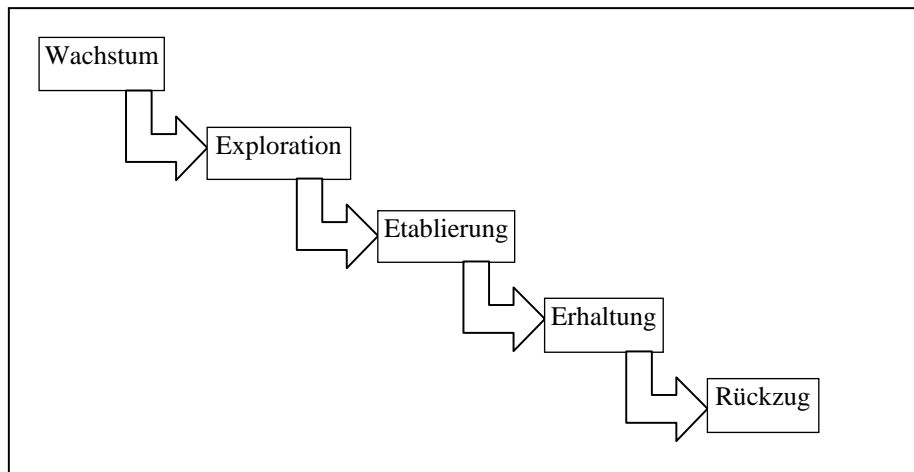 Wachstum
Exploration
Etablierung
Erhaltung
Rückzug